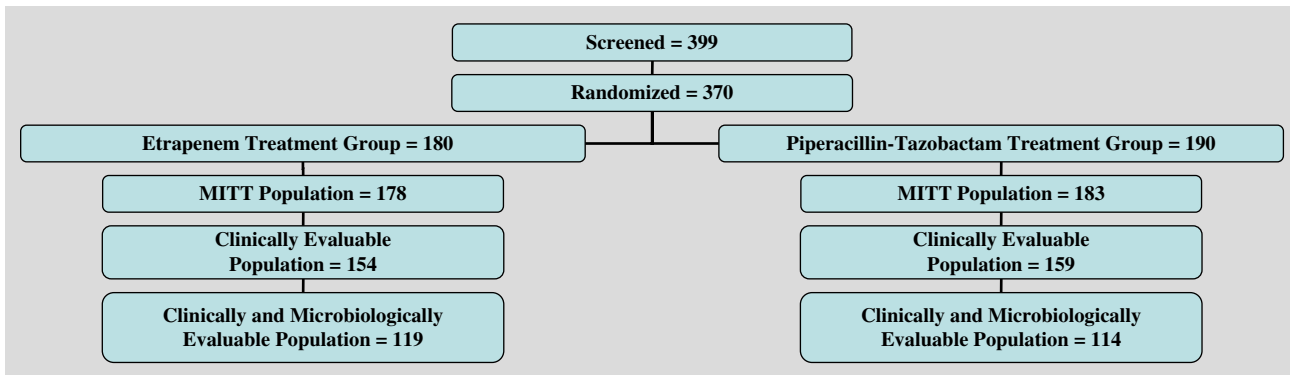 Screened = 399
Randomized = 370
Etrapenem Treatment Group = 180
Piperacillin-Tazobactam Treatment Group = 190
MITT Population = 178
MITT Population = 183
Clinically Evaluable
Population = 154
Clinically Evaluable
Population = 159
Clinically and Microbiologically
Evaluable Population = 119
Clinically and Microbiologically
Evaluable Population = 114